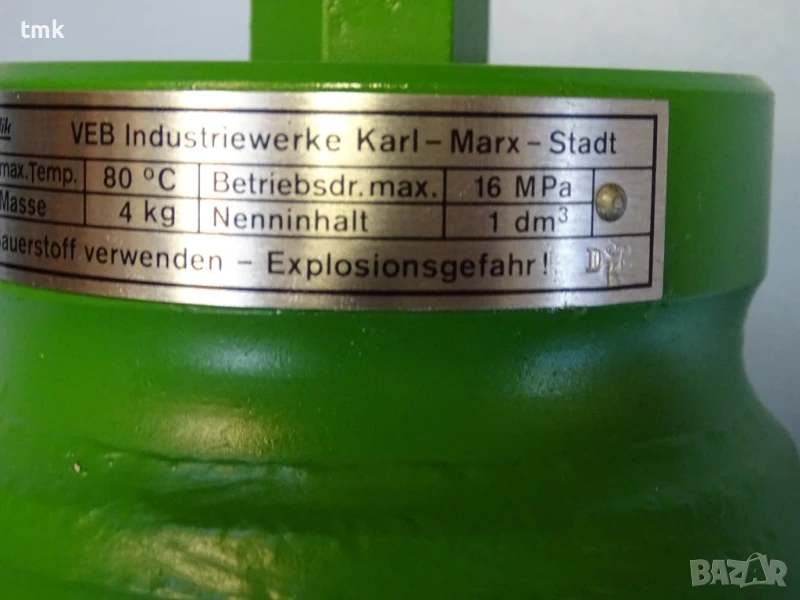 tmk
VEB Industriewerke Karl-Marx-Stadt
max.Temp. 80 °C Betriebsdr. max. 16 MPa
Masse 4 kg Nenninhalt 1 dm³
verwenden - Explosionsgefahr!
BAZAR